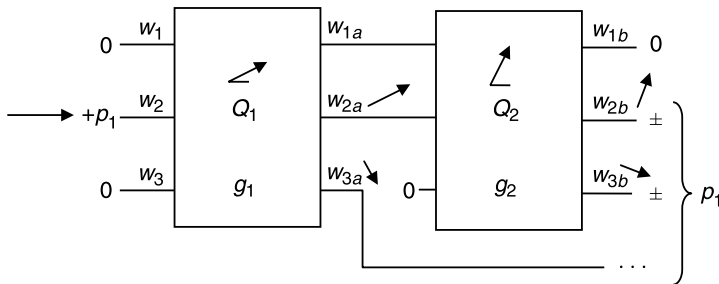 0 w1 w1a w1b 0
+p1 w2 Q1 w2a Q2 w2b ±
0 w3 g1 w3a 0 g2 w3b ± p1
. . .